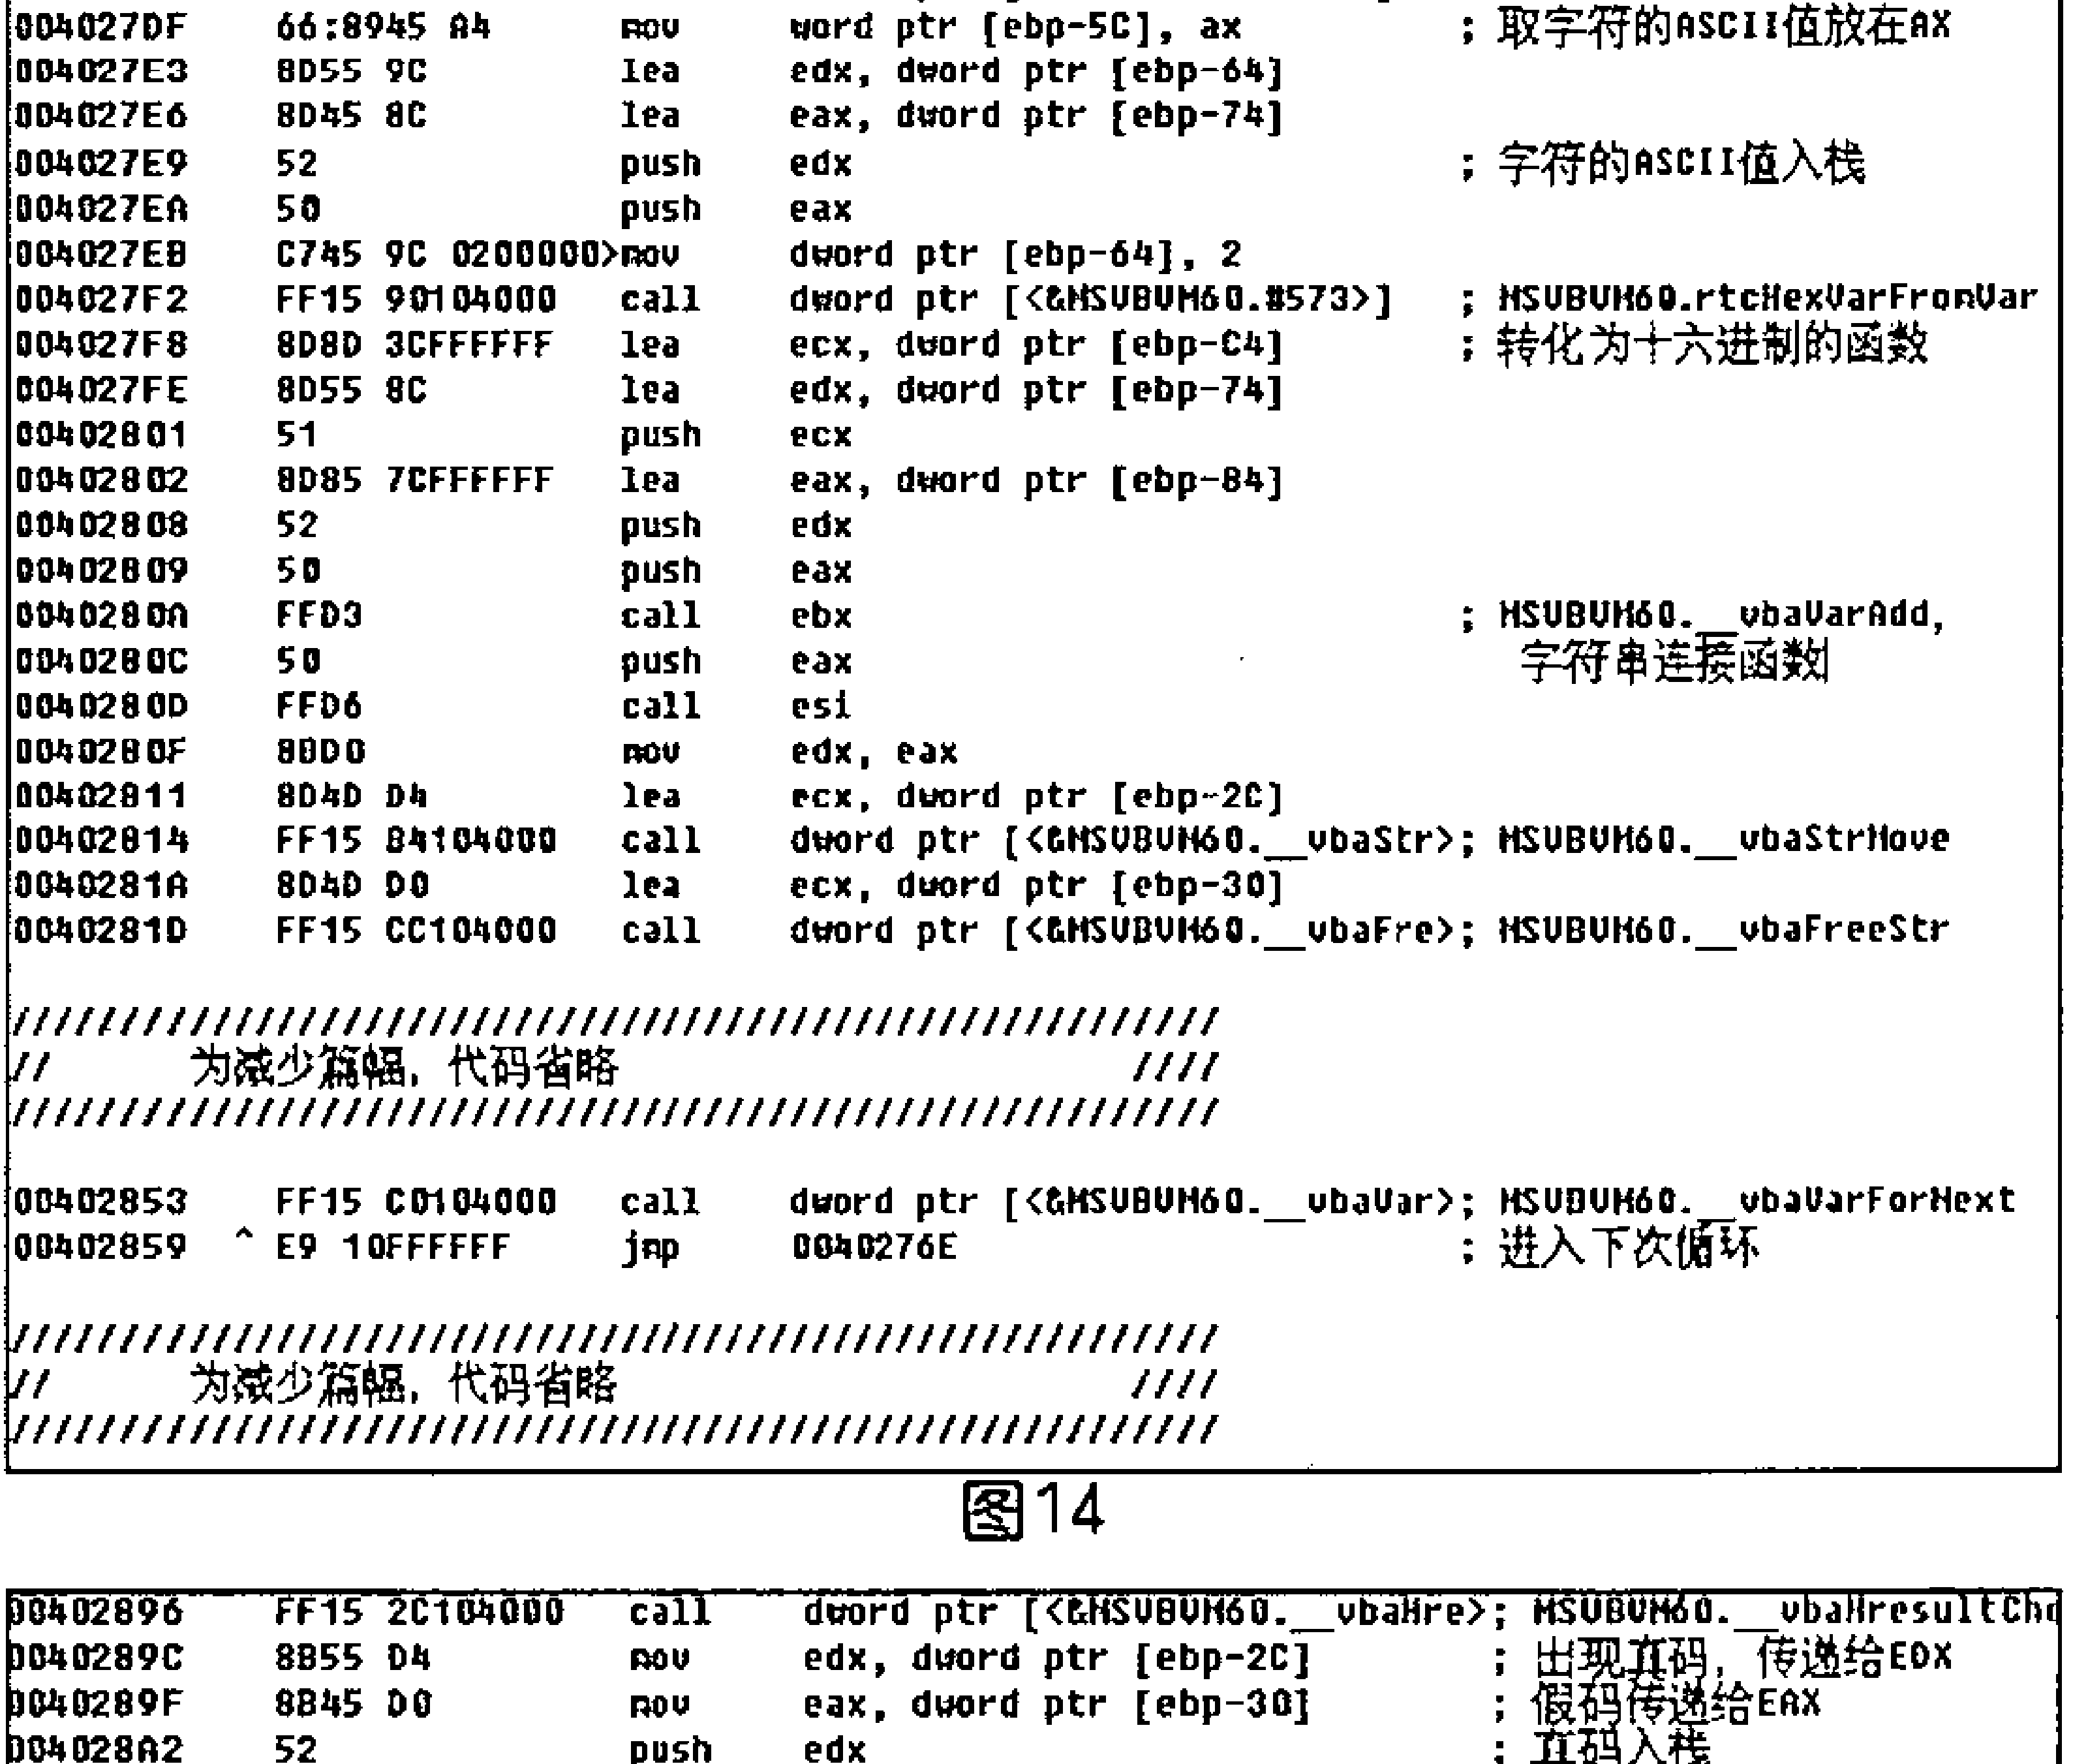 004027DF 66:8945 A4 mov word ptr [ebp-5C], ax ; 取字符的ASCII值放在AX
004027E3 8D55 9C lea edx, dword ptr [ebp-64]
004027E6 8D45 8C lea eax, dword ptr [ebp-74]
004027E9 52 push edx ; 字符的ASCII值入栈
004027EA 50 push eax
004027EB C745 9C 0200000>mov dword ptr [ebp-64], 2
004027F2 FF15 90104000 call dword ptr [<&MSVBVM60.#573>] ; MSVBVM60.rtcHexVarFromVar
004027F8 8D8D 3CFFFFFF lea ecx, dword ptr [ebp-C4] ; 转化为十六进制的函数
004027FE 8D55 8C lea edx, dword ptr [ebp-74]
00402801 51 push ecx
00402802 8D85 7CFFFFFF lea eax, dword ptr [ebp-84]
00402808 52 push edx
00402809 50 push eax
0040280A FFD3 call ebx ; MSVBVM60.__vbaVarAdd,
0040280C 50 push eax 字符串连接函数
0040280D FFD6 call esi
0040280F 8BD0 mov edx, eax
00402811 8D4D D4 lea ecx, dword ptr [ebp-2C]
00402814 FF15 B4104000 call dword ptr [<&MSVBVM60.__vbaStr>; MSVBVM60.__vbaStrMove
0040281A 8D4D D0 lea ecx, dword ptr [ebp-30]
0040281D FF15 CC104000 call dword ptr [<&MSVBVM60.__vbaFre>; MSVBVM60.__vbaFreeStr
///////////////////////////////////////////////////////
// 为减少篇幅，代码省略 ////
///////////////////////////////////////////////////////
00402853 FF15 C0104000 call dword ptr [<&MSVBVM60.__vbaVar>; MSVBVM60.__vbaVarForNext
00402859 ^ E9 10FFFFFF jmp 0040276E ; 进入下次循环
///////////////////////////////////////////////////////
// 为减少篇幅，代码省略 ////
///////////////////////////////////////////////////////
图14
00402896 FF15 2C104000 call dword ptr [<&MSVBVM60.__vbaHre>; MSVBVM60.__vbaHresultChe
0040289C 8B55 D4 mov edx, dword ptr [ebp-2C] ; 出现真码，传递给EDX
0040289F 8B45 D0 mov eax, dword ptr [ebp-30] ; 假码传递给EAX
004028A2 52 push edx ; 真码入栈